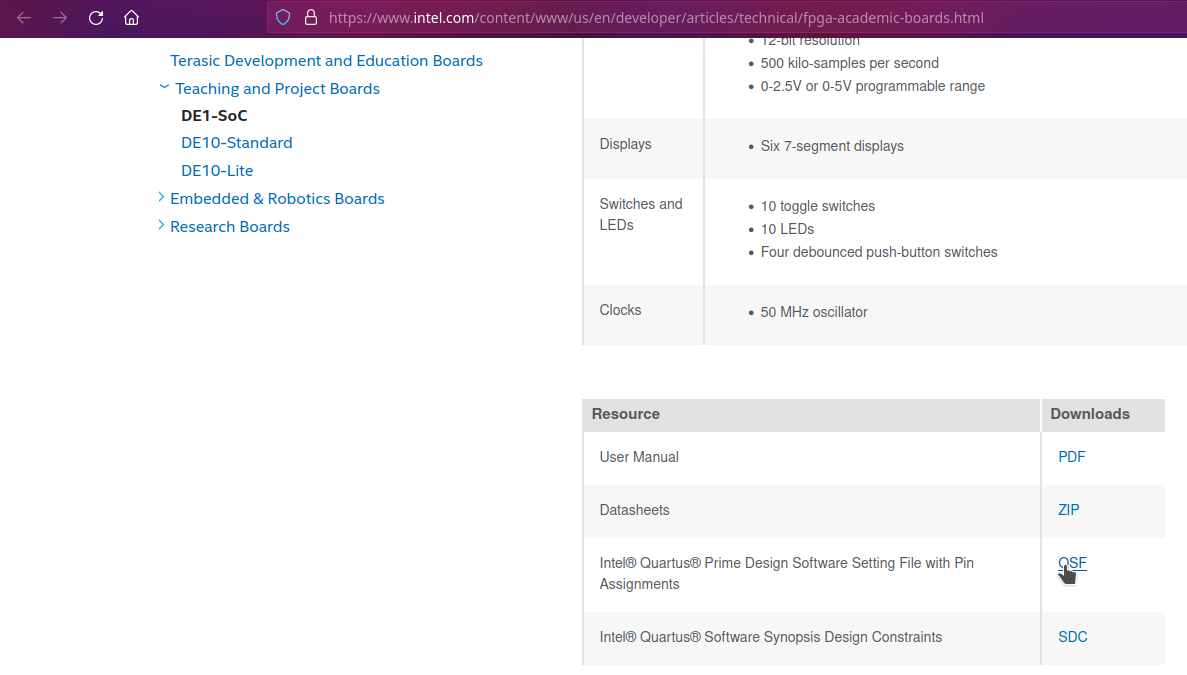 https://www.intel.com/content/www/us/en/developer/articles/technical/fpga-academic-boards.html
Terasic Development and Education Boards
Teaching and Project Boards
DE1-SoC
DE10-Standard
DE10-Lite
Embedded & Robotics Boards
Research Boards
• 12-bit resolution
• 500 kilo-samples per second
• 0-2.5V or 0-5V programmable range
Displays
• Six 7-segment displays
Switches and
LEDs
• 10 toggle switches
• 10 LEDs
• Four debounced push-button switches
Clocks
• 50 MHz oscillator
Resource Downloads
User Manual PDF
Datasheets ZIP
Intel® Quartus® Prime Design Software Setting File with Pin QSF
Assignments
Intel® Quartus® Software Synopsis Design Constraints SDC